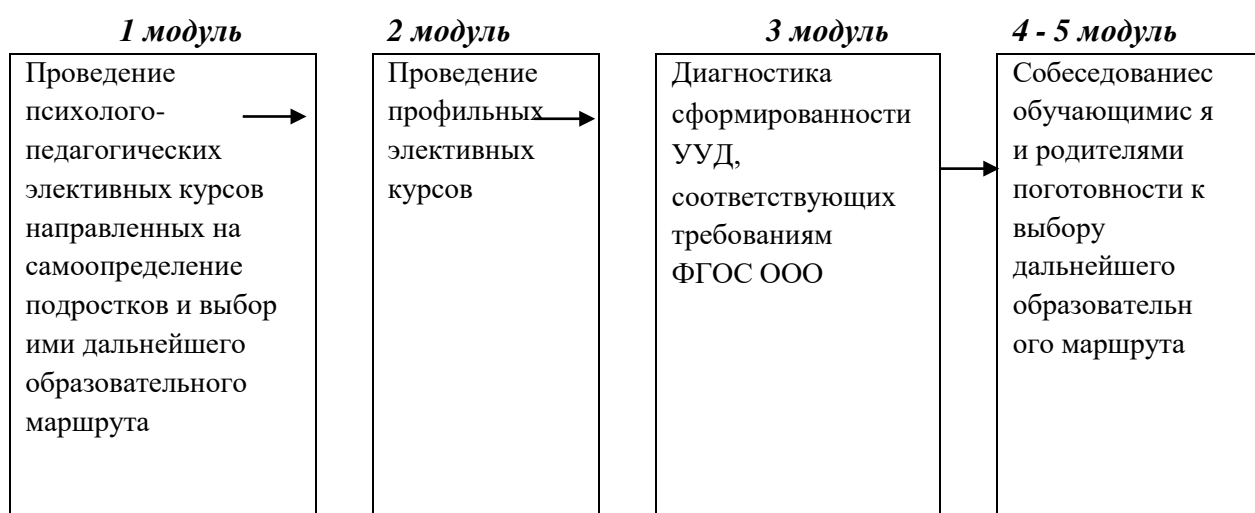 1 модуль
Проведение
психолого-
педагогических
элективных курсов
направленных на
самоопределение
подростков и выбор
ими дальнейшего
образовательного
маршрута
2 модуль
Проведение
профильных
элективных
курсов
3 модуль
Диагностика
сформированности
УУД,
соответствующих
требованиям
ФГОС ООО
4 - 5 модуль
Собеседованиес
обучающимис я
и родителями
поготовности к
выбору
дальнейшего
образовательн
ого маршрута